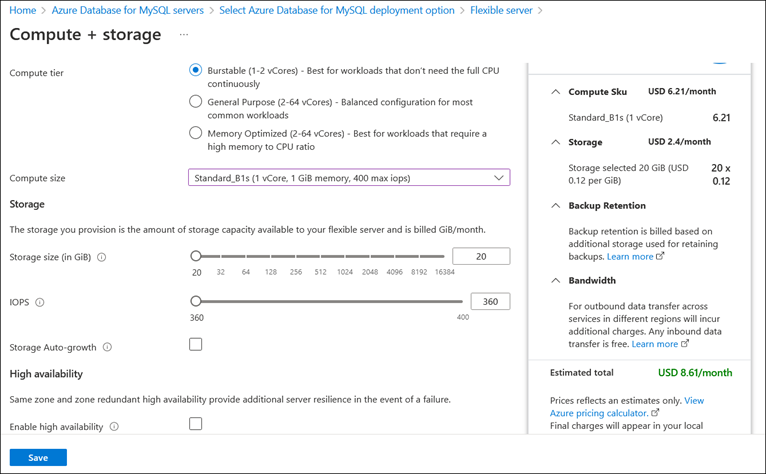 Home > Azure Database for MySQL servers > Select Azure Database for MySQL deployment option > Flexible server >
Compute + storage ...
Compute tier
Burstable (1-2 vCores) - Best for workloads that don't need the full CPU
continuously
General Purpose (2-64 vCores) - Balanced configuration for most
common workloads
Memory Optimized (2-64 vCores) - Best for workloads that require a
high memory to CPU ratio
Compute size
Standard_B1s (1 vCore, 1 GiB memory, 400 max iops)
Storage
The storage you provision is the amount of storage capacity available to your flexible server and is billed GiB/month.
Storage size (in GiB)
20
20 32 64 128 256 512 1024 2048 4096 8192 16384
IOPS
360
360 400
Storage Auto-growth
High availability
Same zone and zone redundant high availability provide additional server resilience in the event of a failure.
Enable high availability
Save
Compute Sku USD 6.21/month
Standard_B1s (1 vCore) 6.21
Storage USD 2.4/month
Storage selected 20 GiB (USD 20 x
0.12 per GiB) 0.12
Backup Retention
Backup retention is billed based on
additional storage used for retaining
backups. Learn more
Bandwidth
For outbound data transfer across
services in different regions will incur
additional charges. Any inbound data
transfer is free. Learn more
Estimated total USD 8.61/month
Prices reflects an estimates only. View
Azure pricing calculator.
Final charges will appear in your local